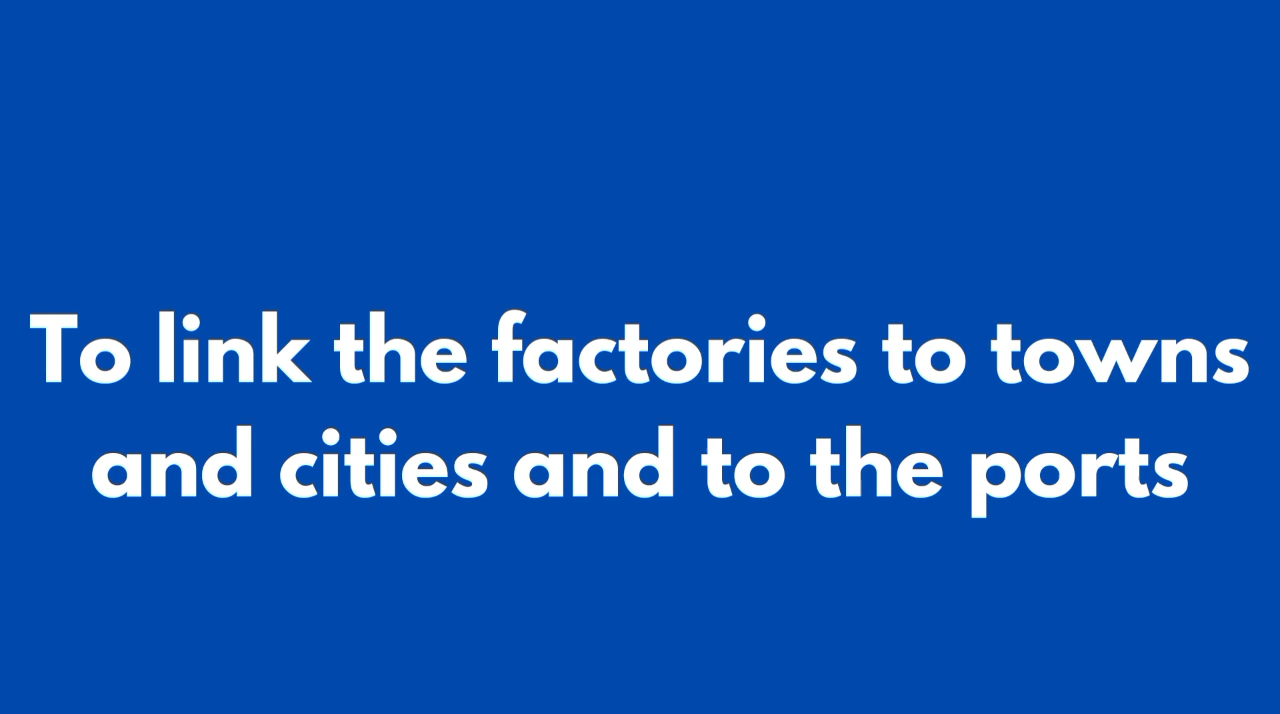 To link the factories to towns
and cities and to the ports